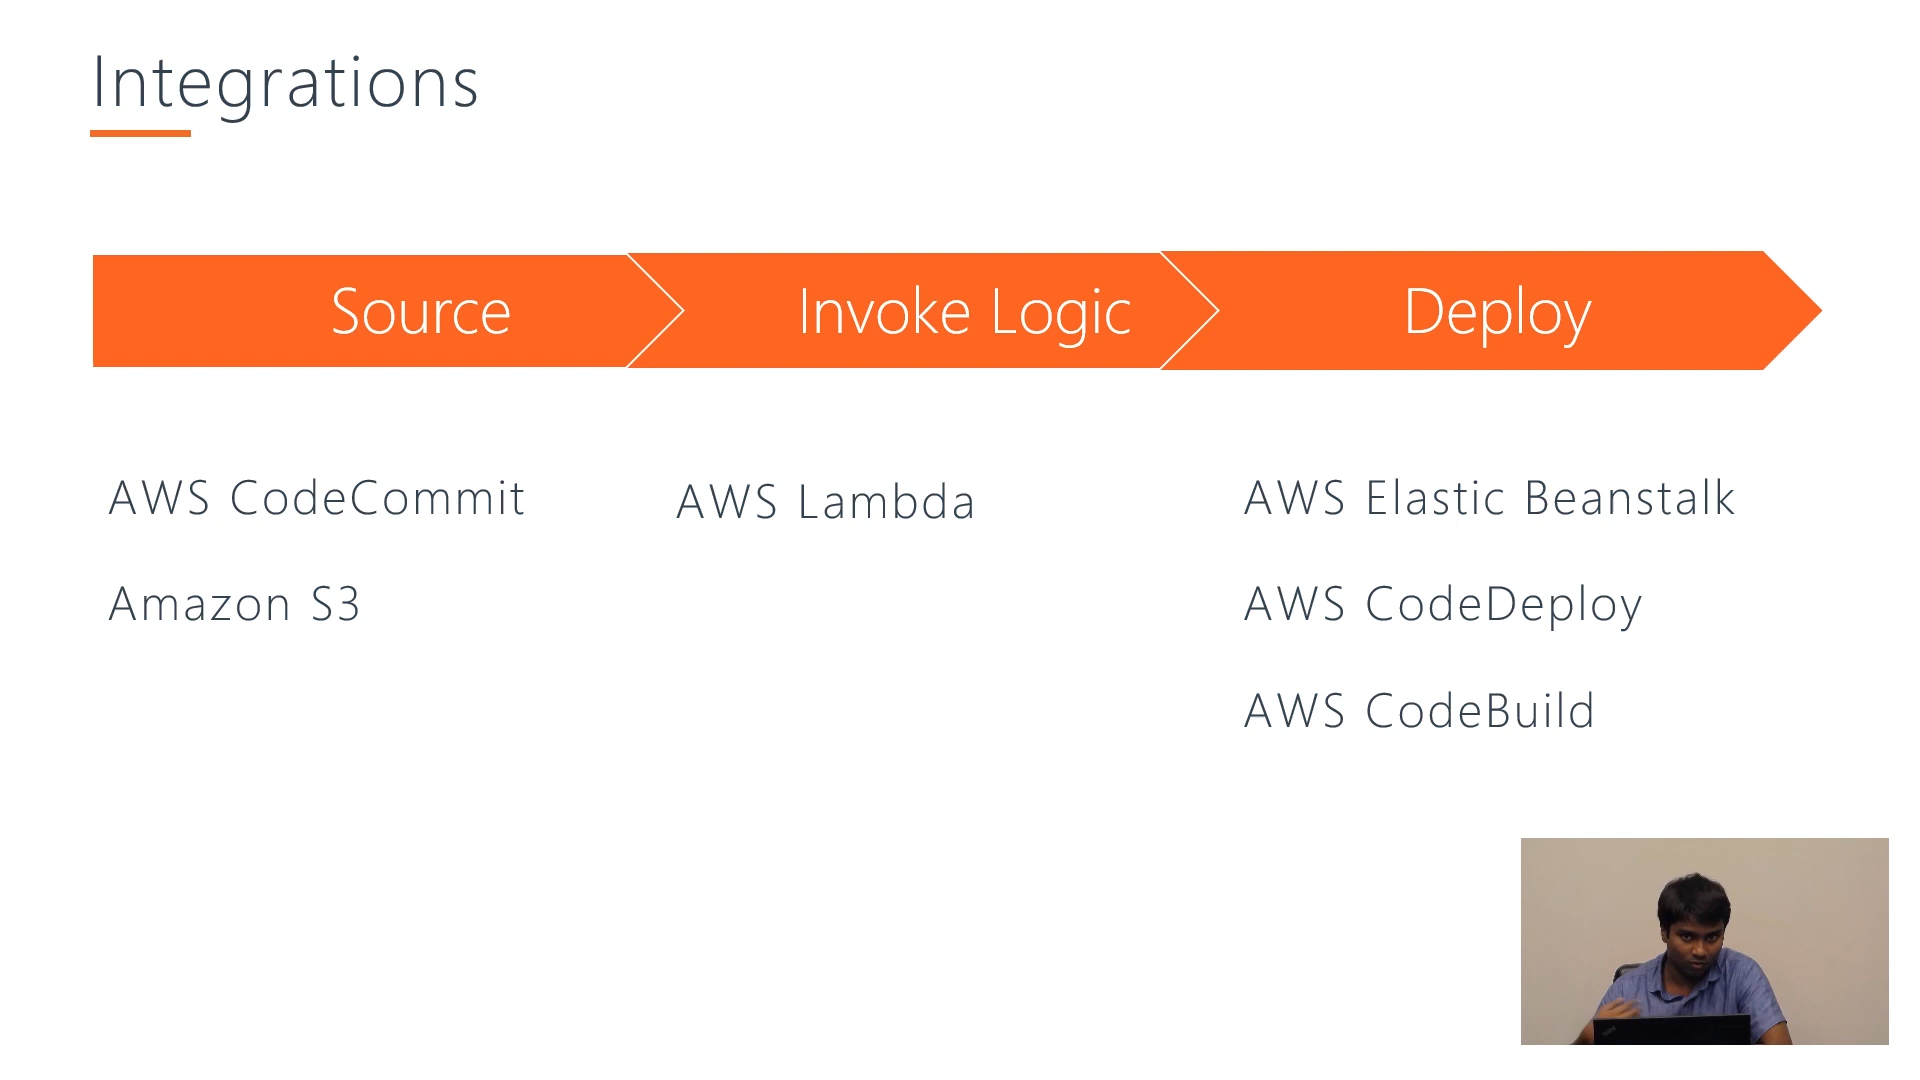 Integrations
Source
Invoke Logic
Deploy
AWS CodeCommit
Amazon S3
AWS Lambda
AWS Elastic Beanstalk
AWS CodeDeploy
AWS CodeBuild